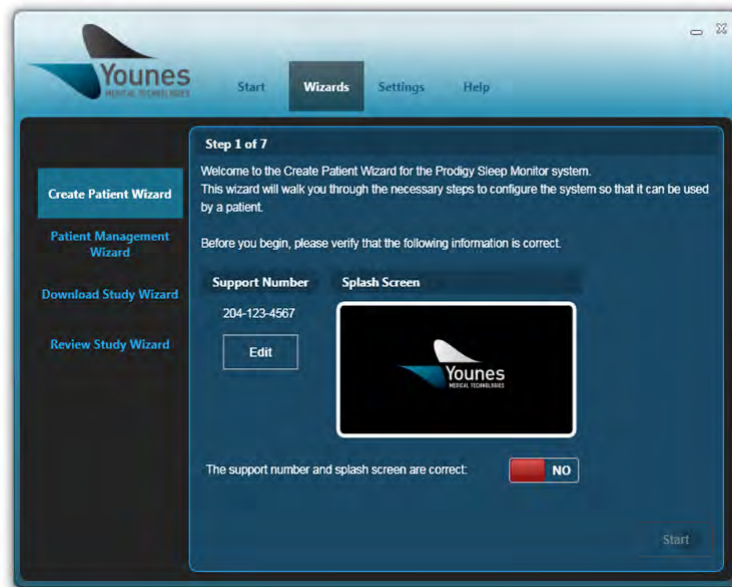 Younes
MEDICAL TECHNOLOGIES
Start
Wizards
Settings
Help
Create Patient Wizard
Patient Management
Wizard
Download Study Wizard
Review Study Wizard
Step 1 of 7
Welcome to the Create Patient Wizard for the Prodigy Sleep Monitor system.
This wizard will walk you through the necessary steps to configure the system so that it can be used
by a patient.
Before you begin, please verify that the following information is correct.
Support Number
Splash Screen
204-123-4567
Edit
Younes
MEDICAL TECHNOLOGIES
The support number and splash screen are correct:
NO
Start